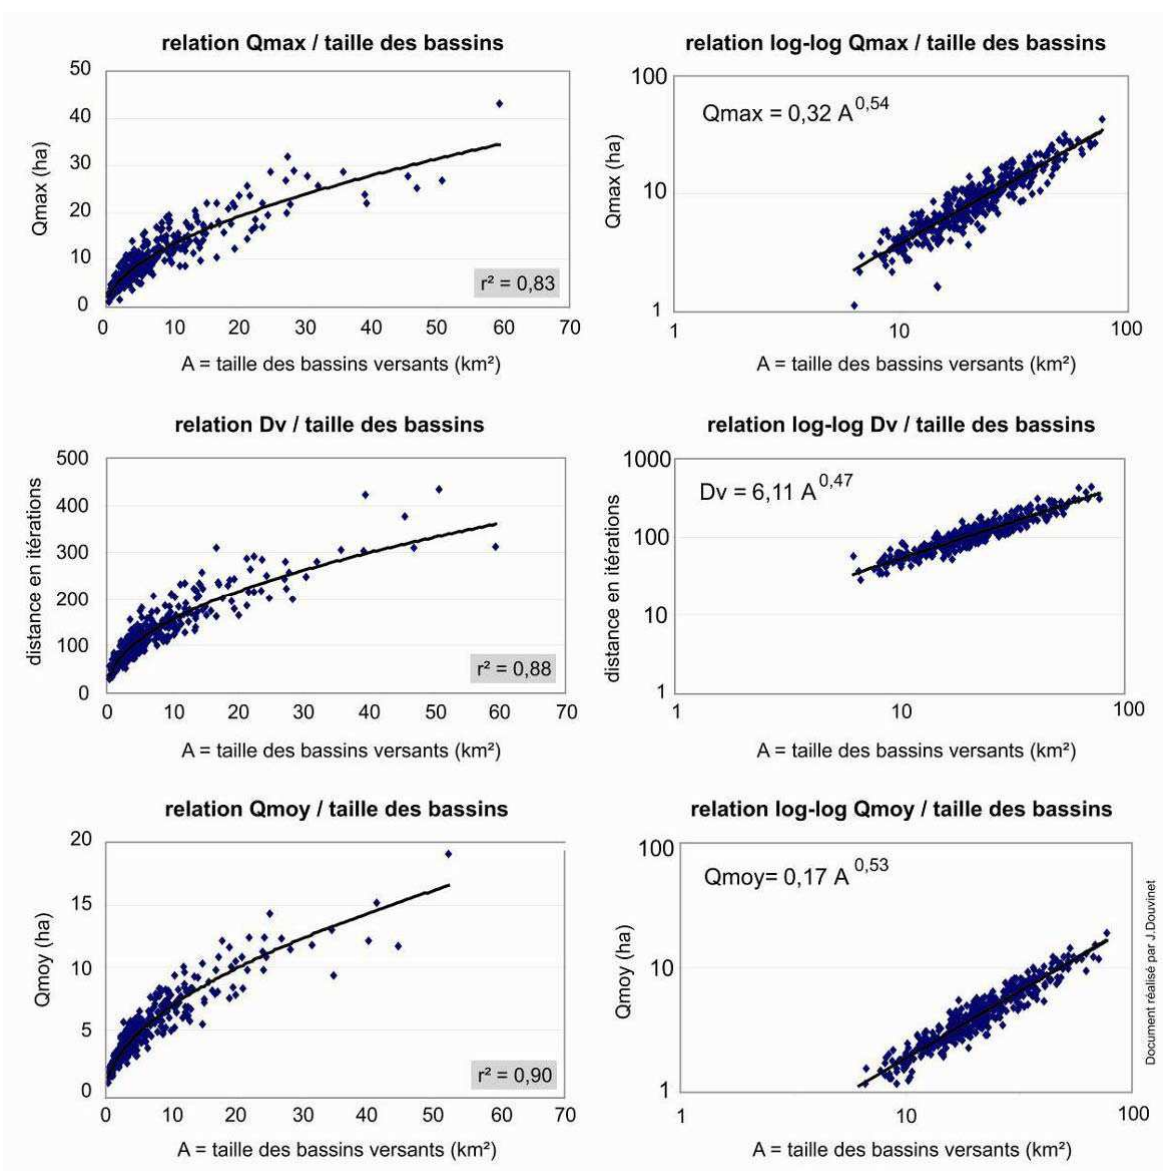 relation Qmax / taille des bassins
50
40
30
20
10
0
Qmax (ha)
r² = 0,83
0 10 20 30 40 50 60 70
A = taille des bassins versants (km²)
relation log-log Qmax / taille des bassins
100
10
1
Qmax (ha)
Qmax = 0,32 A^0,54
1 10 100
A = taille des bassins versants (km²)
relation Dv / taille des bassins
500
400
300
200
100
0
distance en itérations
r² = 0,88
0 10 20 30 40 50 60 70
A = taille des bassins versants (km²)
relation log-log Dv / taille des bassins
1000
100
10
1
distance en itérations
Dv = 6,11 A^0,47
1 10 100
A = taille des bassins versants (km²)
relation Qmoy / taille des bassins
20
15
10
5
0
Qmoy (ha)
r² = 0,90
0 10 20 30 40 50 60 70
A = taille des bassins versants (km²)
relation log-log Qmoy / taille des bassins
100
10
1
Qmoy (ha)
Qmoy= 0,17 A^0,53
1 10 100
A = taille des bassins versants (km²)
Document réalisé par J.Douvinet